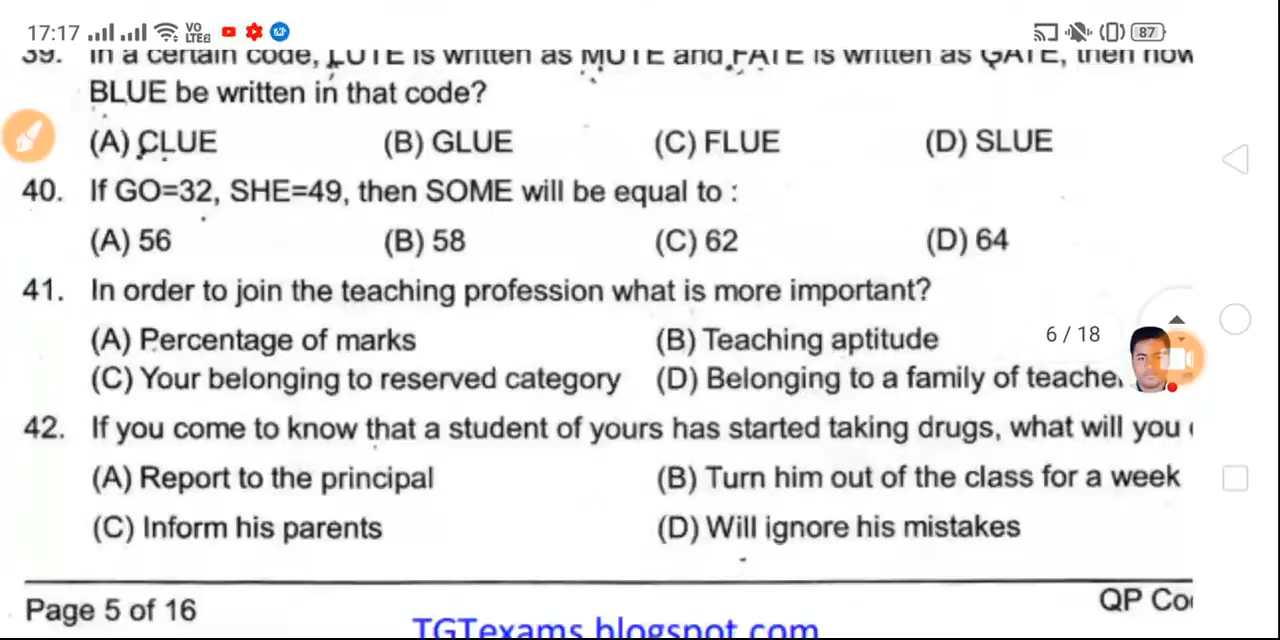 17:17 VO LTE2 87
39. In a certain code, LUTE is written as MUTE and FATE is written as GATE, then how
BLUE be written in that code?
(A) CLUE (B) GLUE (C) FLUE (D) SLUE
40. If GO=32, SHE=49, then SOME will be equal to :
(A) 56 (B) 58 (C) 62 (D) 64
41. In order to join the teaching profession what is more important?
(A) Percentage of marks (B) Teaching aptitude
6 / 18
(C) Your belonging to reserved category (D) Belonging to a family of teache
42. If you come to know that a student of yours has started taking drugs, what will you
(A) Report to the principal (B) Turn him out of the class for a week
(C) Inform his parents (D) Will ignore his mistakes
Page 5 of 16 QP Co
TGTexams.blogspot.com